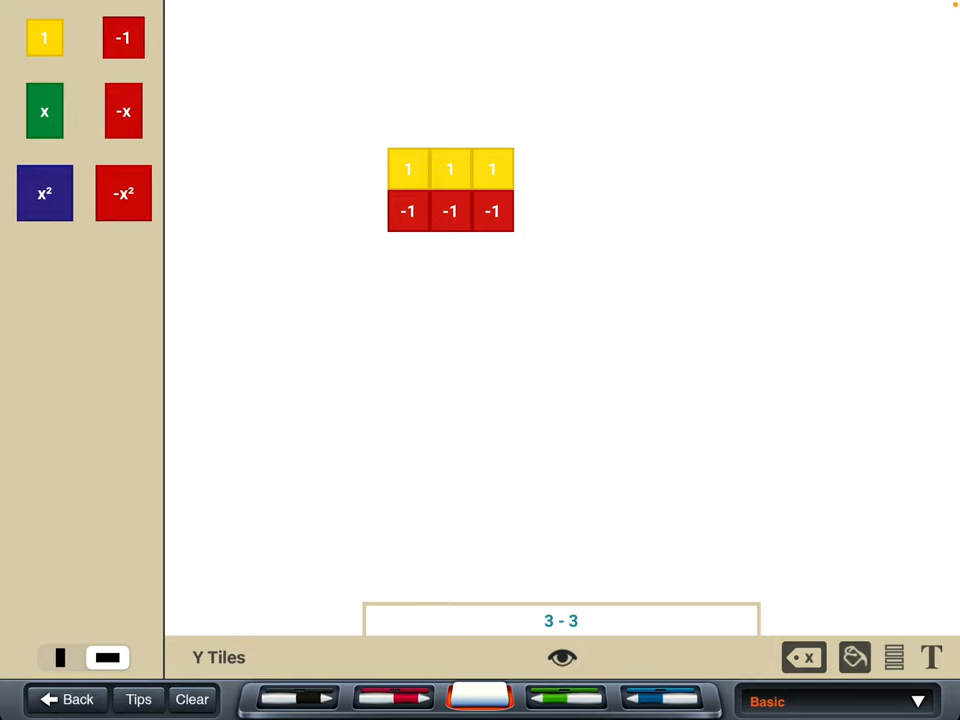 1 -1
x -x
x² -x²
1 1 1
-1 -1 -1
3 - 3
Y Tiles
x
T
Back Tips Clear
Basic